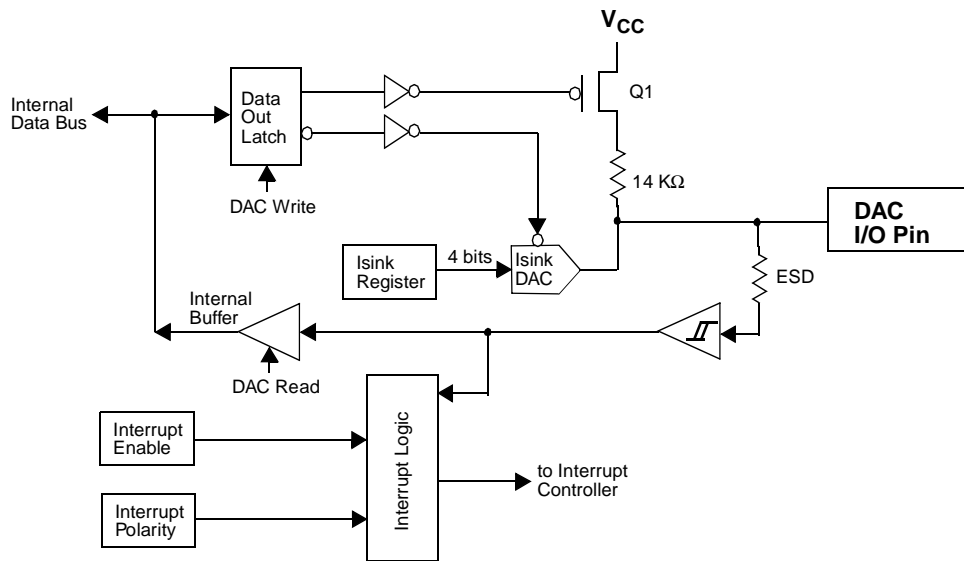 VCC
Q1
Internal
Data Bus
Data
Out
Latch
14 KΩ
DAC Write
DAC
I/O Pin
4 bits
Isink
Register
Isink
DAC
ESD
Internal
Buffer
DAC Read
Interrupt
Enable
Interrupt Logic
to Interrupt
Controller
Interrupt
Polarity